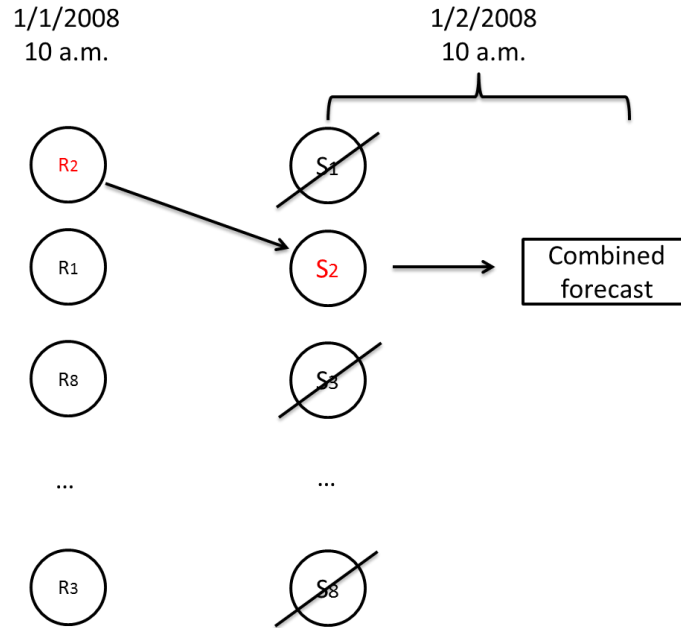 1/1/2008
10 a.m.
1/2/2008
10 a.m.
R2
S1
R1
S2
Combined
forecast
R8
S3
...
...
R3
S8